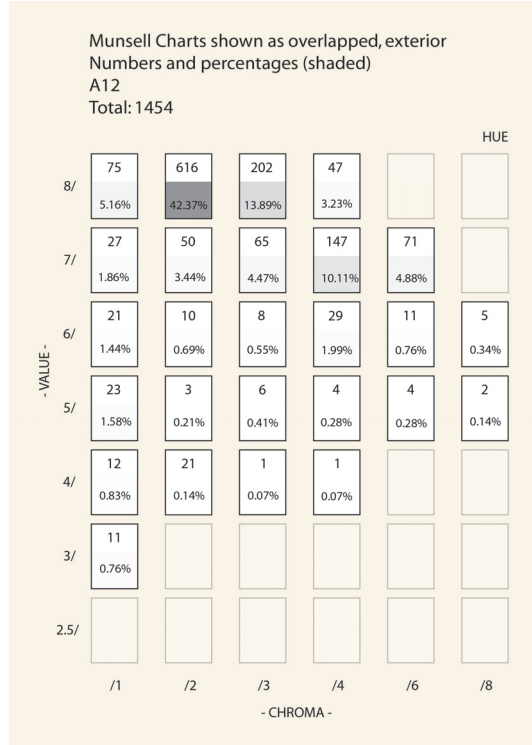 Munsell Charts shown as overlapped, exterior
Numbers and percentages (shaded)
A12
Total: 1454
HUE
75 616 202 47
8/
5.16% 42.37% 13.89% 3.23%
27 50 65 147 71
7/
1.86% 3.44% 4.47% 10.11% 4.88%
21 10 8 29 11 5
6/
1.44% 0.69% 0.55% 1.99% 0.76% 0.34%
- VALUE -
23 3 6 4 4 2
5/
1.58% 0.21% 0.41% 0.28% 0.28% 0.14%
12 21 1 1
4/
0.83% 0.14% 0.07% 0.07%
11
3/
0.76%
2.5/
/1 /2 /3 /4 /6 /8
- CHROMA -